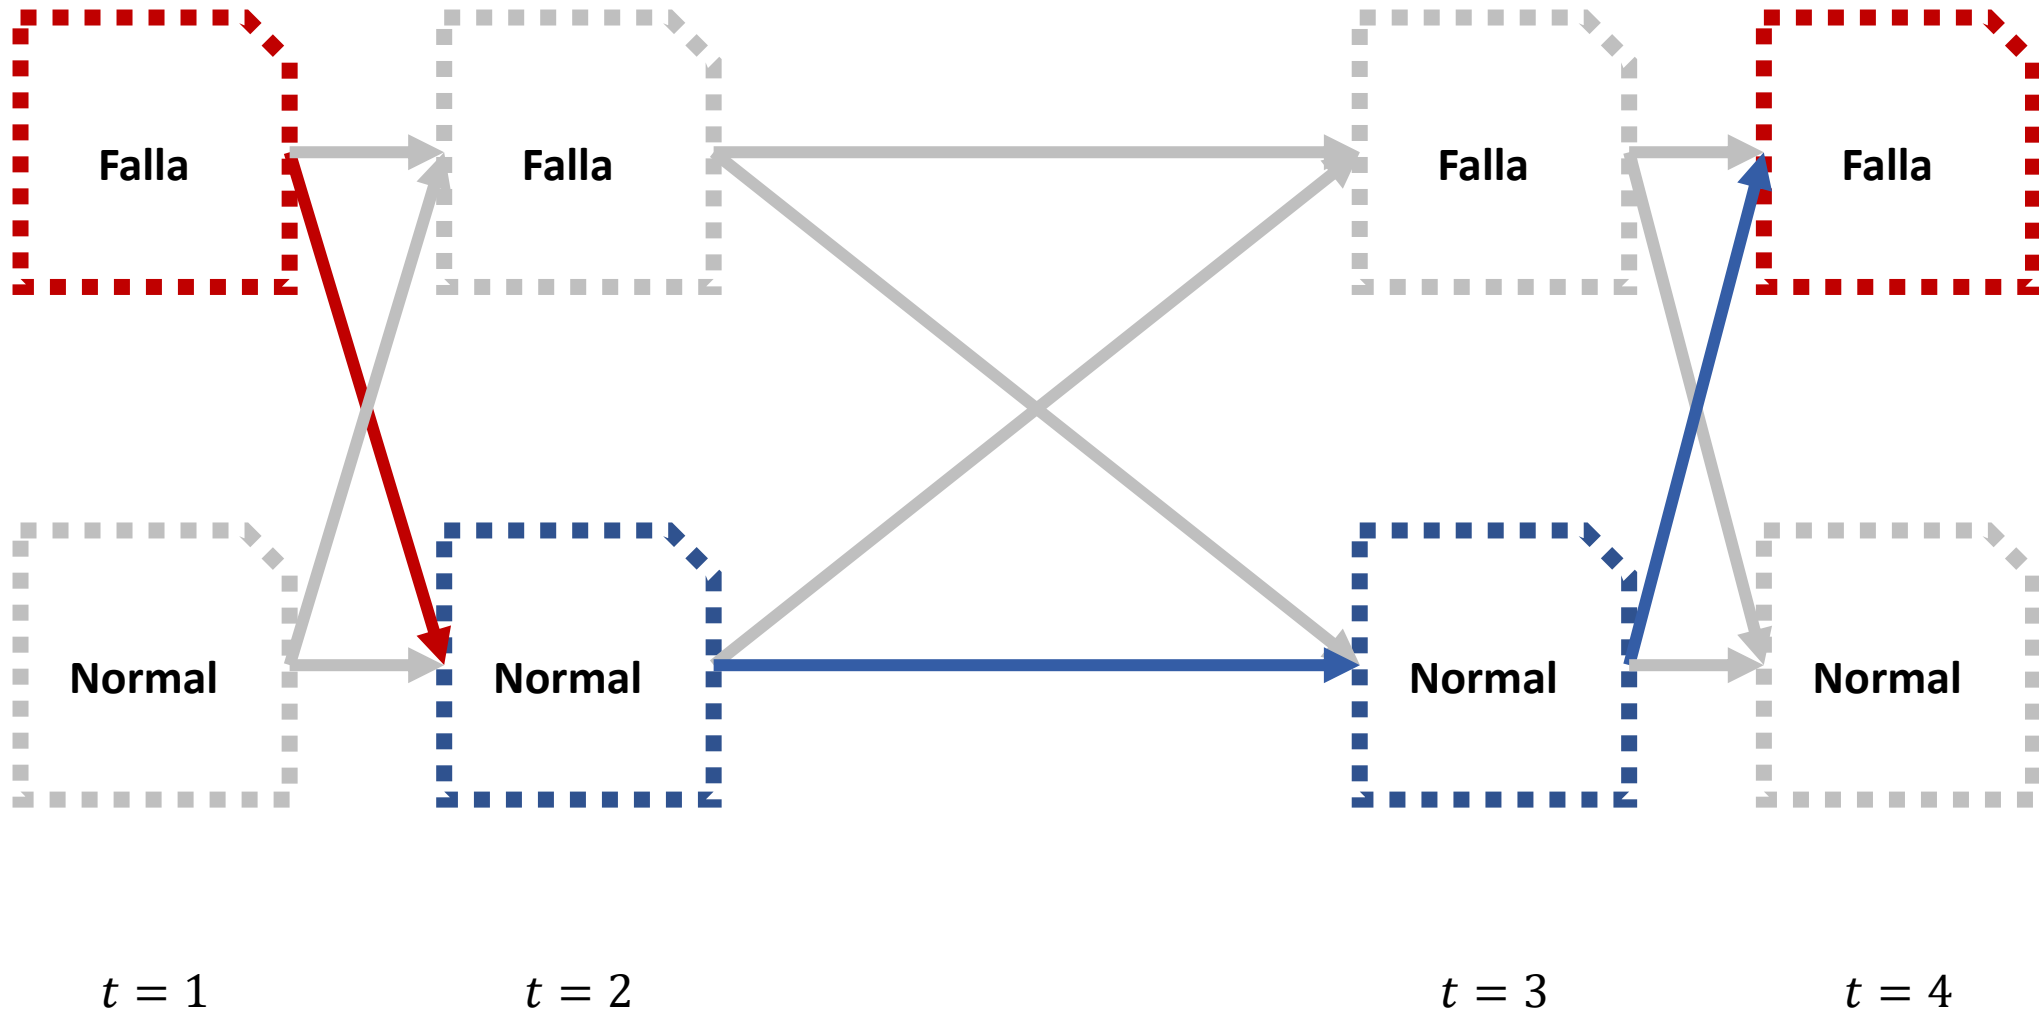 Falla Falla Falla Falla
Normal Normal Normal Normal
t = 1 t = 2 t = 3 t = 4